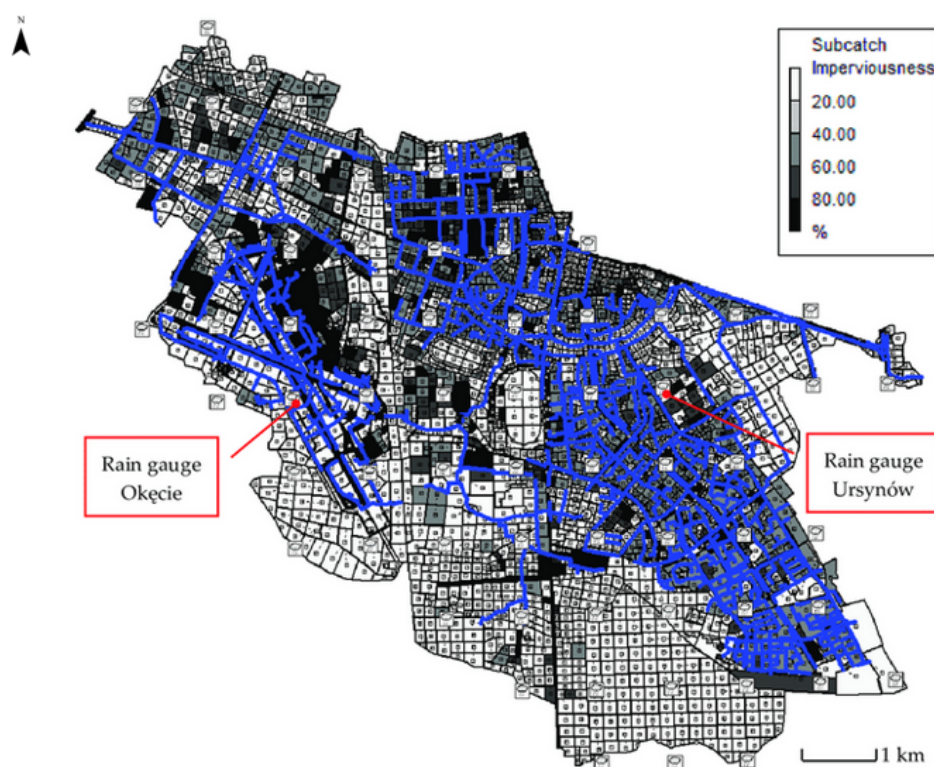 N
Subcatch
Imperviousness
20.00
40.00
60.00
80.00
%
Rain gauge
Okęcie
Rain gauge
Ursynów
1 km